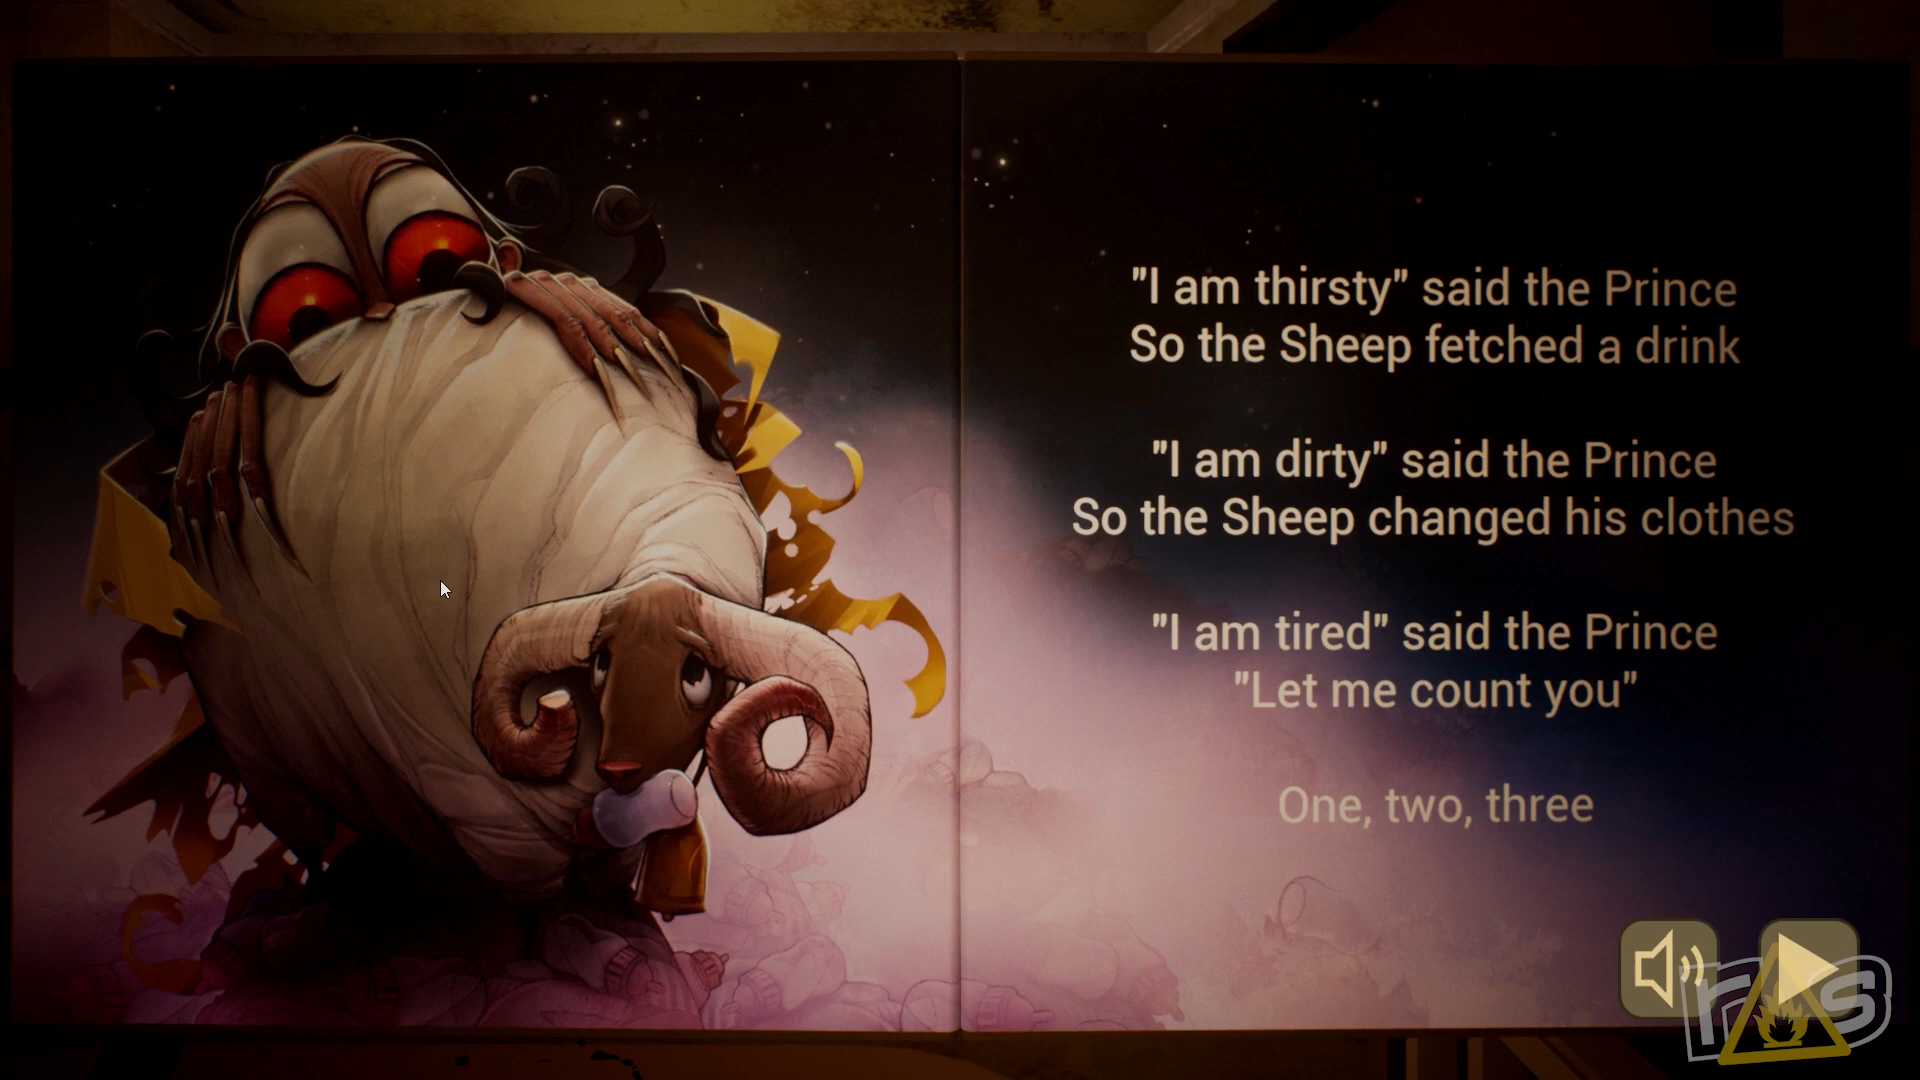 "I am thirsty" said the Prince
So the Sheep fetched a drink
"I am dirty" said the Prince
So the Sheep changed his clothes
"I am tired" said the Prince
"Let me count you"
One, two, three